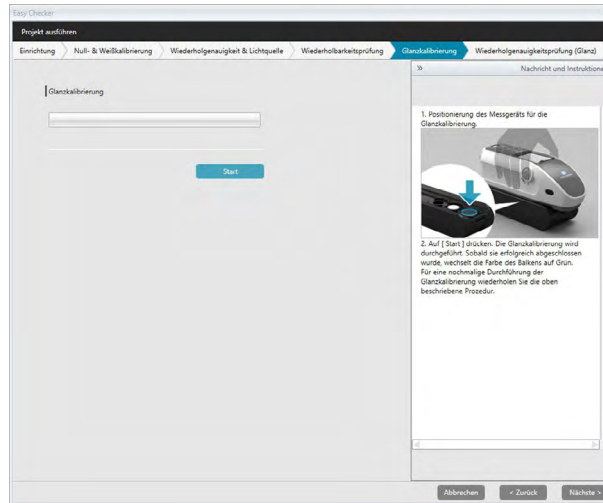 Easy Checker
Projekt ausführen
Einrichtung
Null- & Weißkalibrierung
Wiederholgenauigkeit & Lichtquelle
Wiederholbarkeitsprüfung
Glanzkalibrierung
Wiederholgenauigkeitsprüfung (Glanz)
Glanzkalibrierung
Start
» Nachricht und Instruktione
1. Positionierung des Messgeräts für die
Glanzkalibrierung.
2. Auf [ Start ] drücken. Die Glanzkalibrierung wird
durchgeführt. Sobald sie erfolgreich abgeschlossen
wurde, wechselt die Farbe des Balkens auf Grün.
Für eine nochmalige Durchführung der
Glanzkalibrierung wiederholen Sie die oben
beschriebene Prozedur.
Abbrechen
< Zurück
Nächste >